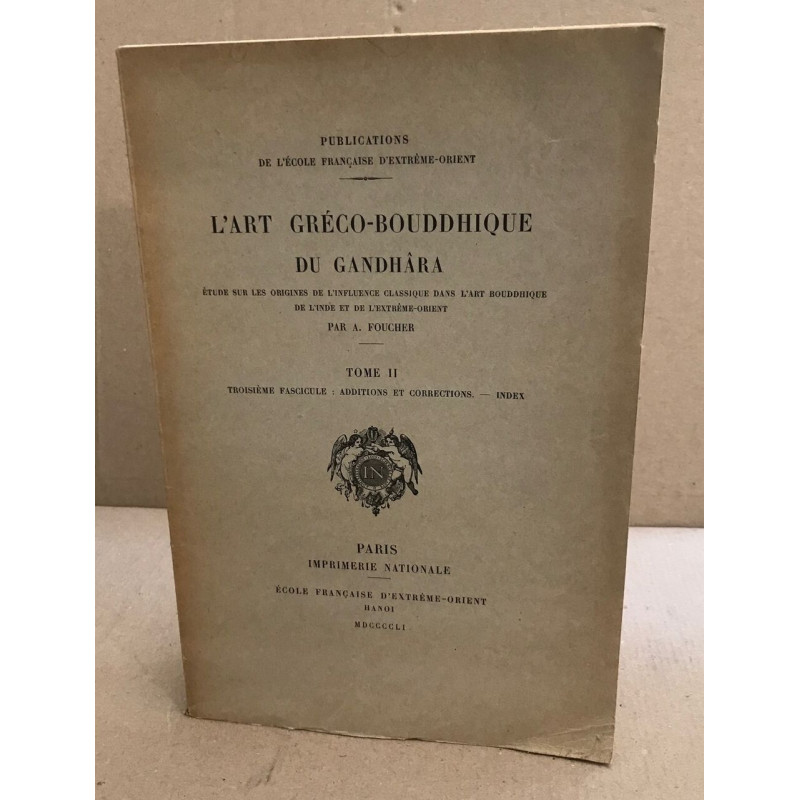 PUBLICATIONS
DE L'ÉCOLE FRANÇAISE D'EXTRÊME-ORIENT
L'ART GRÉCO-BOUDDHIQUE
DU GANDHÂRA
ÉTUDE SUR LES ORIGINES DE L'INFLUENCE CLASSIQUE DANS L'ART BOUDDHIQUE
DE L'INDE ET DE L'EXTRÊME-ORIENT
PAR A. FOUCHER
TOME II
TROISIÈME FASCICULE : ADDITIONS ET CORRECTIONS. — INDEX
IN
PARIS
IMPRIMERIE NATIONALE
ÉCOLE FRANÇAISE D'EXTRÊME-ORIENT
HANOI
MDCCCCLI